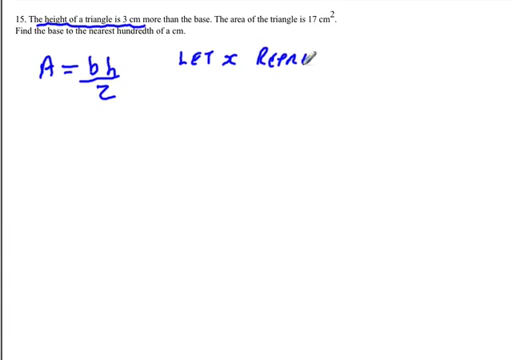 15. The height of a triangle is 3 cm more than the base. The area of the triangle is 17 cm².
Find the base to the nearest hundredth of a cm.
A = bh/2 LET x REPR